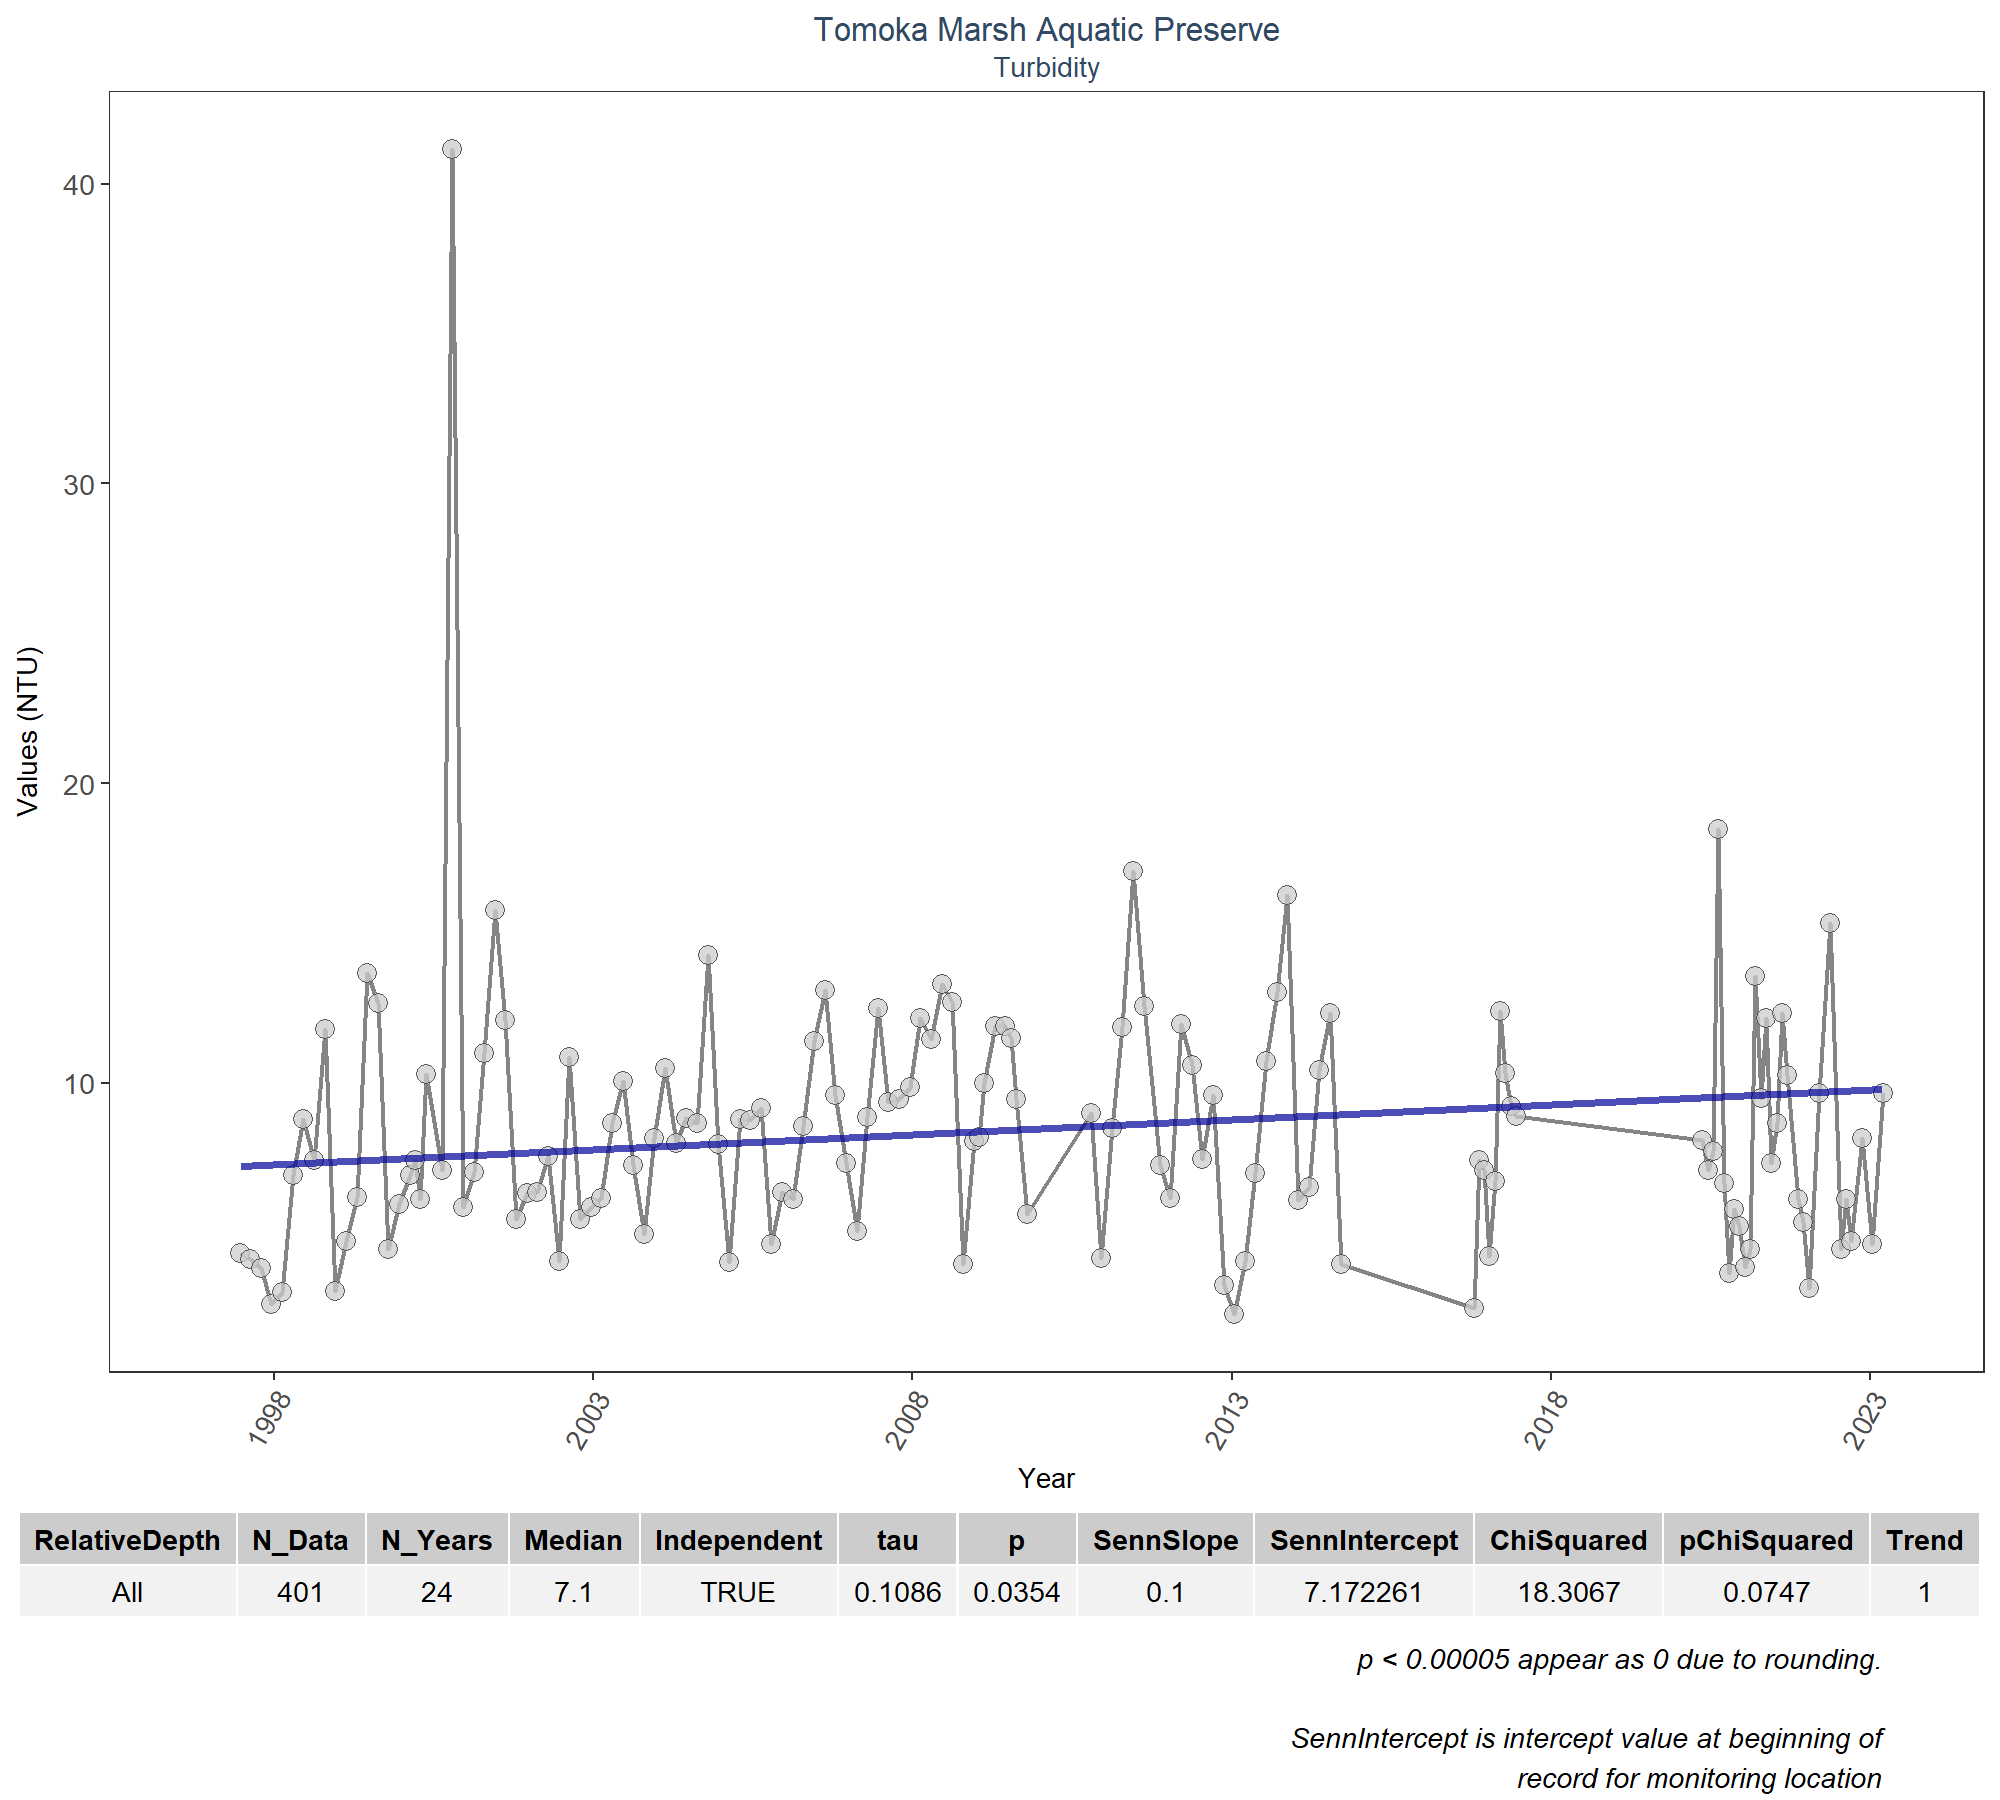 Tomoka Marsh Aquatic Preserve
Turbidity
Values (NTU)
40
30
20
10
1998
2003
2008
2013
2018
2023
Year
RelativeDepth N_Data N_Years Median Independent tau p SennSlope SennIntercept ChiSquared pChiSquared Trend
All 401 24 7.1 TRUE 0.1086 0.0354 0.1 7.172261 18.3067 0.0747 1
p < 0.00005 appear as 0 due to rounding.
SennIntercept is intercept value at beginning of
record for monitoring location